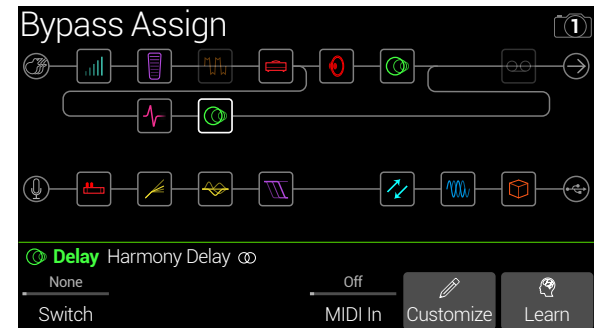 Bypass Assign
1
Delay Harmony Delay
None
Off
Switch
MIDI In
Customize
Learn